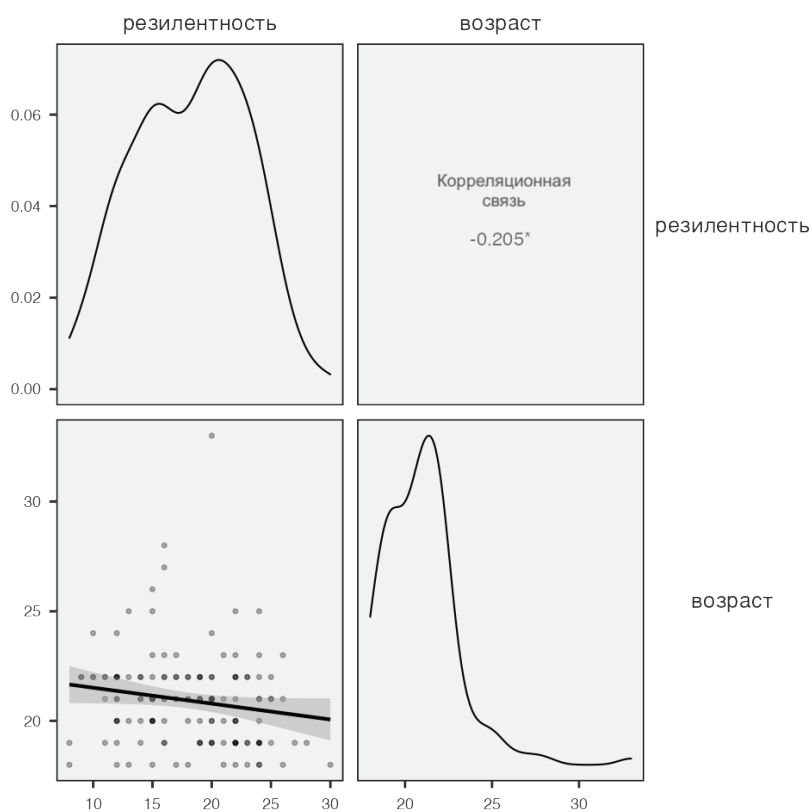 резилентность
возраст
0.06
0.04
0.02
0.00
Корреляционная
связь
-0.205*
резилентность
30
25
20
возраст
10
15
20
25
30
20
25
30